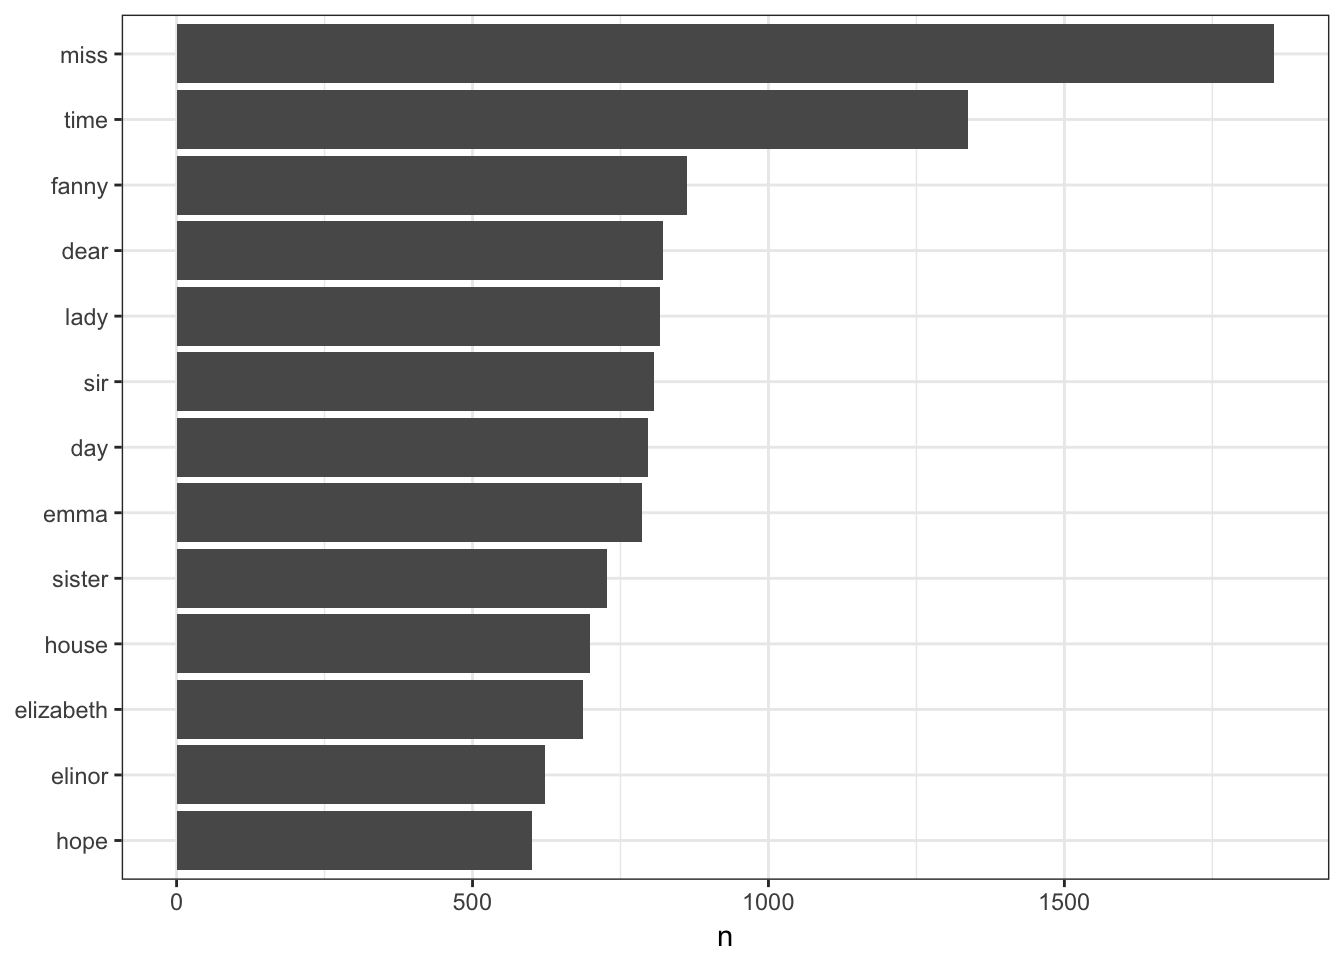 miss
time
fanny
dear
lady
sir
day
emma
sister
house
elizabeth
elinor
hope
0 500 1000 1500
n